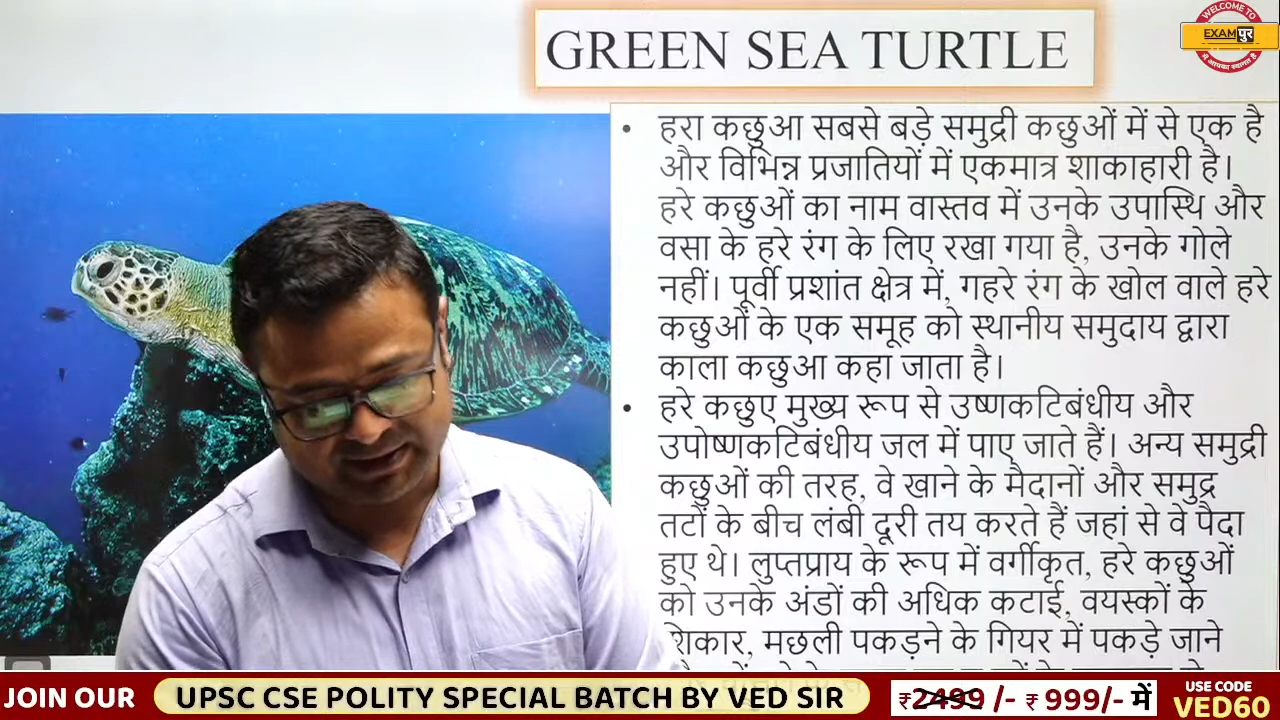 GREEN SEA TURTLE
WELCOME TO
EXAMपुर
में आपका स्वागत है
• हरा कछुआ सबसे बड़े समुद्री कछुओं में से एक है
और विभिन्न प्रजातियों में एकमात्र शाकाहारी है।
हरे कछुओं का नाम वास्तव में उनके उपास्थि और
वसा के हरे रंग के लिए रखा गया है, उनके गोले
नहीं। पूर्वी प्रशांत क्षेत्र में, गहरे रंग के खोल वाले हरे
कछुओं के एक समूह को स्थानीय समुदाय द्वारा
काला कछुआ कहा जाता है।
• हरे कछुए मुख्य रूप से उष्णकटिबंधीय और
उपोष्णकटिबंधीय जल में पाए जाते हैं। अन्य समुद्री
कछुओं की तरह, वे खाने के मैदानों और समुद्र
तटों के बीच लंबी दूरी तय करते हैं जहां से वे पैदा
हुए थे। लुप्तप्राय के रूप में वर्गीकृत, हरे कछुओं
को उनके अंडों की अधिक कटाई, वयस्कों के
शिकार, मछली पकड़ने के गियर में पकड़े जाने
JOIN OUR UPSC CSE POLITY SPECIAL BATCH BY VED SIR ₹2499/- ₹999/- में
USE CODE
VED60